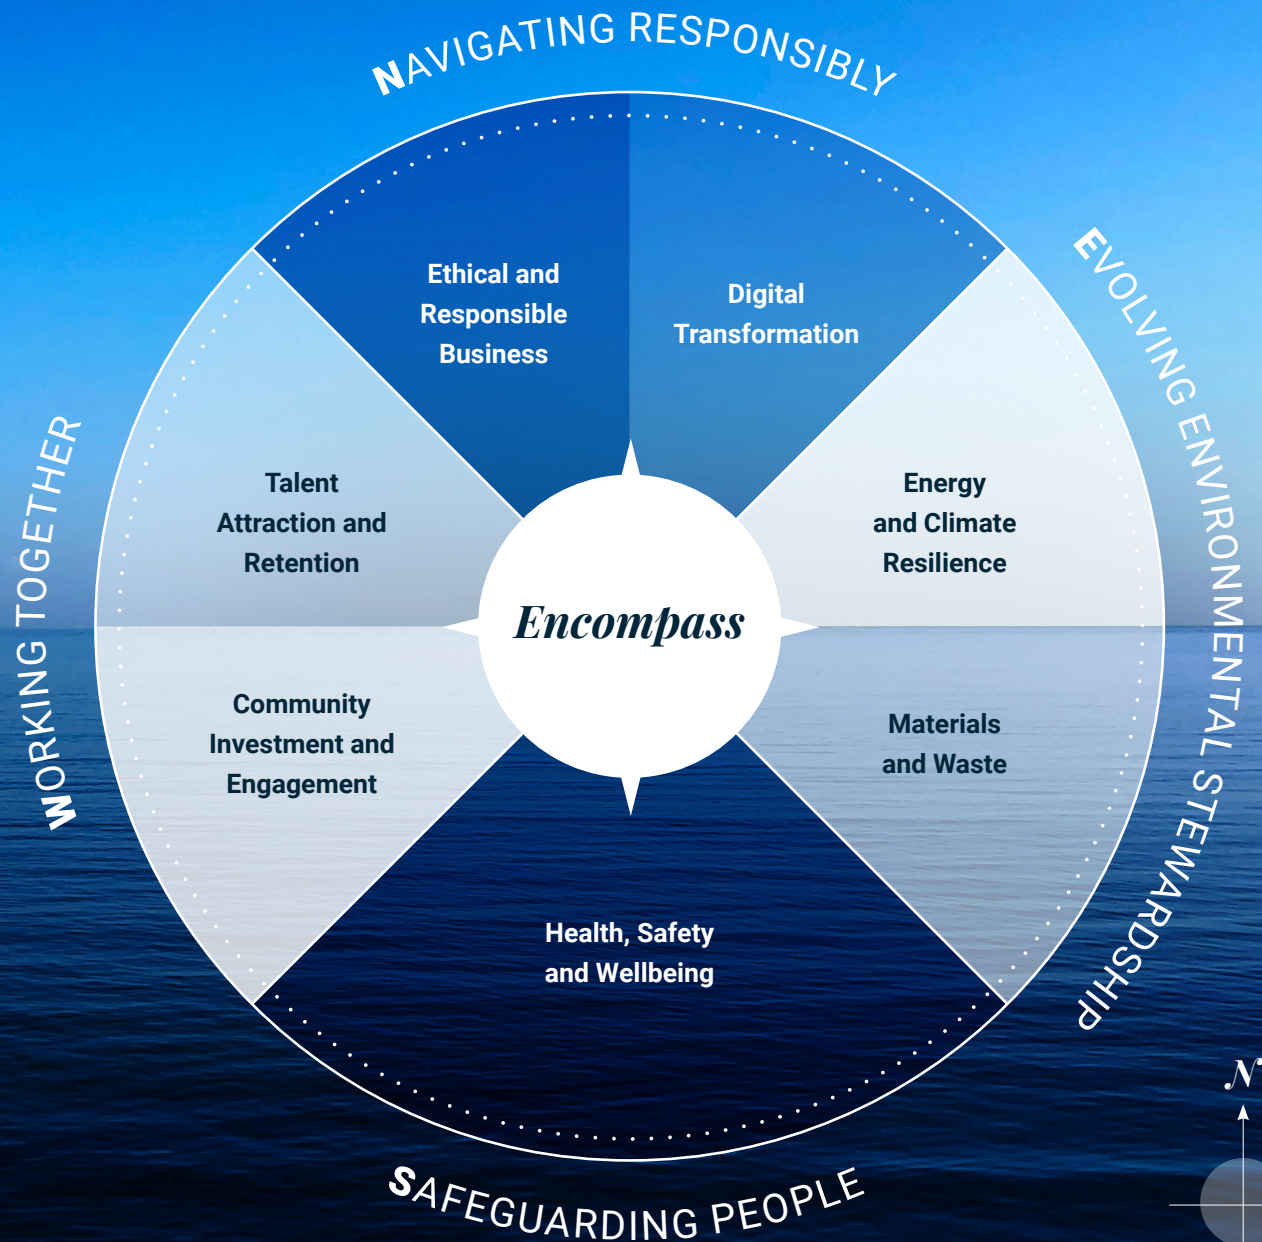 NAVIGATING RESPONSIBLY
Ethical and
Responsible
Business
Digital
Transformation
EVOLVING ENVIRONMENTAL STEWARDSHIP
Talent
Attraction and
Retention
Energy
and Climate
Resilience
WORKING TOGETHER
Encompass
Community
Investment and
Engagement
Materials
and Waste
Health, Safety
and Wellbeing
SAFEGUARDING PEOPLE
N